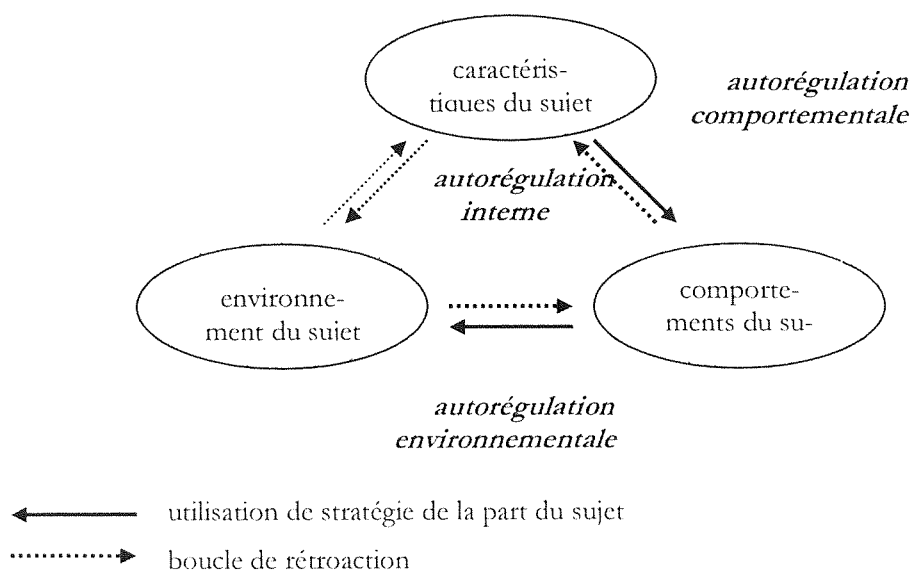 caractéris-
tiques du sujet
autorégulation
comportementale
autorégulation
interne
environne-
ment du sujet
comporte-
ments du su-
autorégulation
environnementale
utilisation de stratégie de la part du sujet
boucle de rétroaction